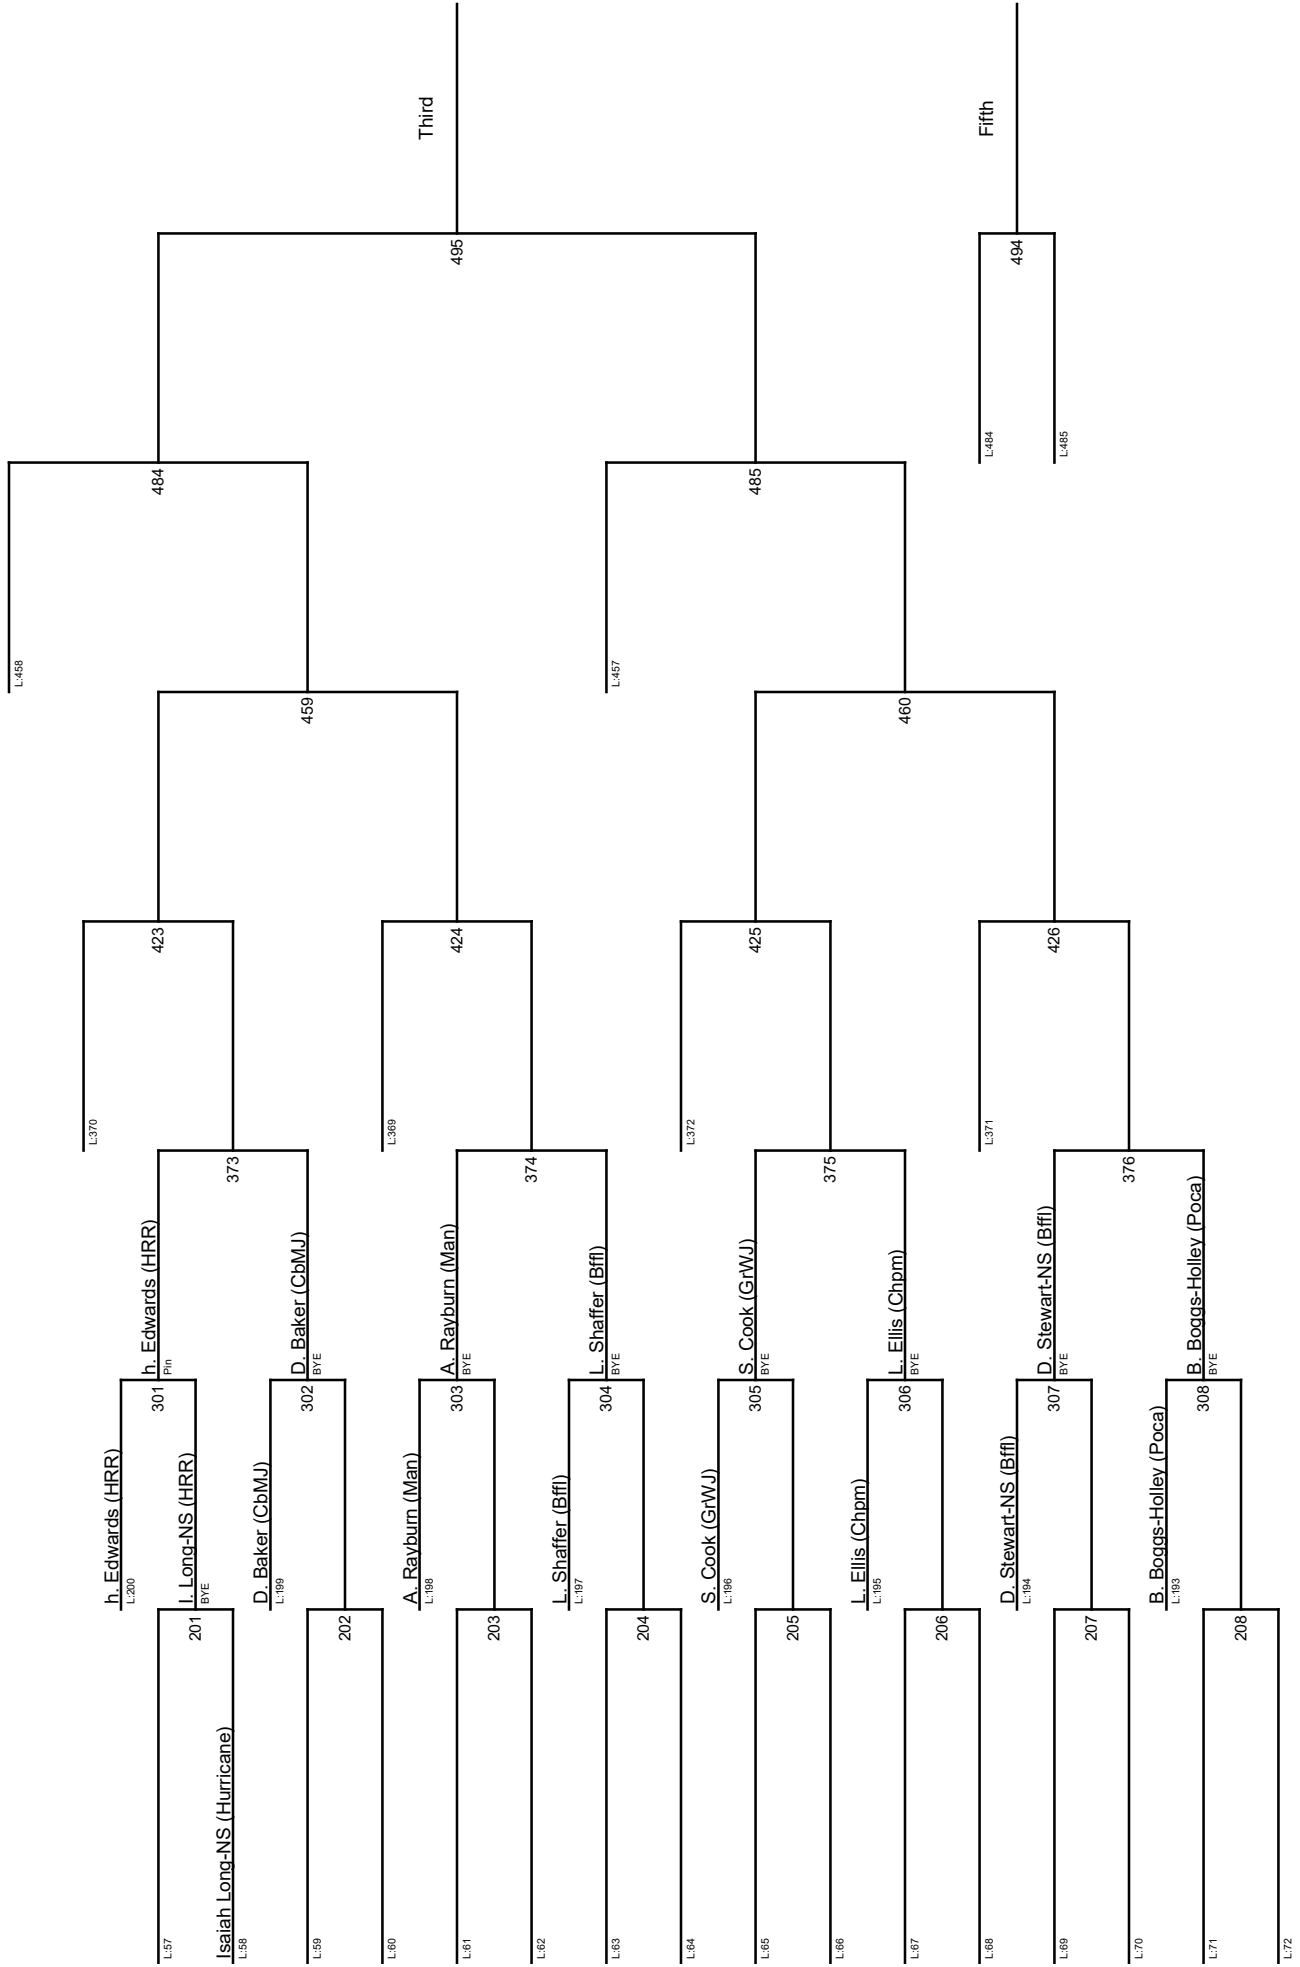 L:57
Isaiah Long-NS (Hurricane)
L:58
L:59
L:60
L:61
L:62
L:63
L:64
L:65
L:66
L:67
L:68
L:69
L:70
L:71
L:72
201
202
203
204
205
206
207
208
h. Edwards (HRR)
L:200
I. Long-NS (HRR)
BYE
D. Baker (CbMJ)
L:199
A. Rayburn (Man)
L:198
L. Shaffer (Bffl)
L:197
S. Cook (GrWJ)
L:196
L. Ellis (Chpm)
L:195
D. Stewart-NS (Bffl)
L:194
B. Boggs-Holley (Poca)
L:193
301
302
303
304
305
306
307
308
h. Edwards (HRR)
Pin
D. Baker (CbMJ)
BYE
A. Rayburn (Man)
BYE
L. Shaffer (Bffl)
BYE
S. Cook (GrWJ)
BYE
L. Ellis (Chpm)
BYE
D. Stewart-NS (Bffl)
BYE
B. Boggs-Holley (Poca)
BYE
373
374
375
376
L:370
L:369
L:372
L:371
423
424
425
426
459
460
L:458
L:457
484
485
L:484
L:485
495
494
Third
Fifth